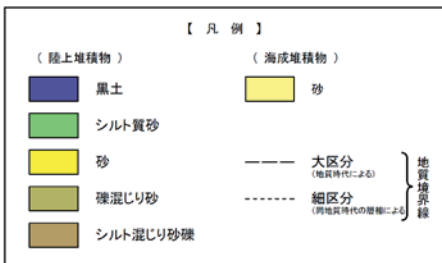 【 凡 例 】
( 陸上堆積物 )
黒土
シルト質砂
砂
礫混じり砂
シルト混じり砂礫
( 海成堆積物 )
砂
大区分
(地質時代による)
細区分
(同地質時代の層相による
地質境界線